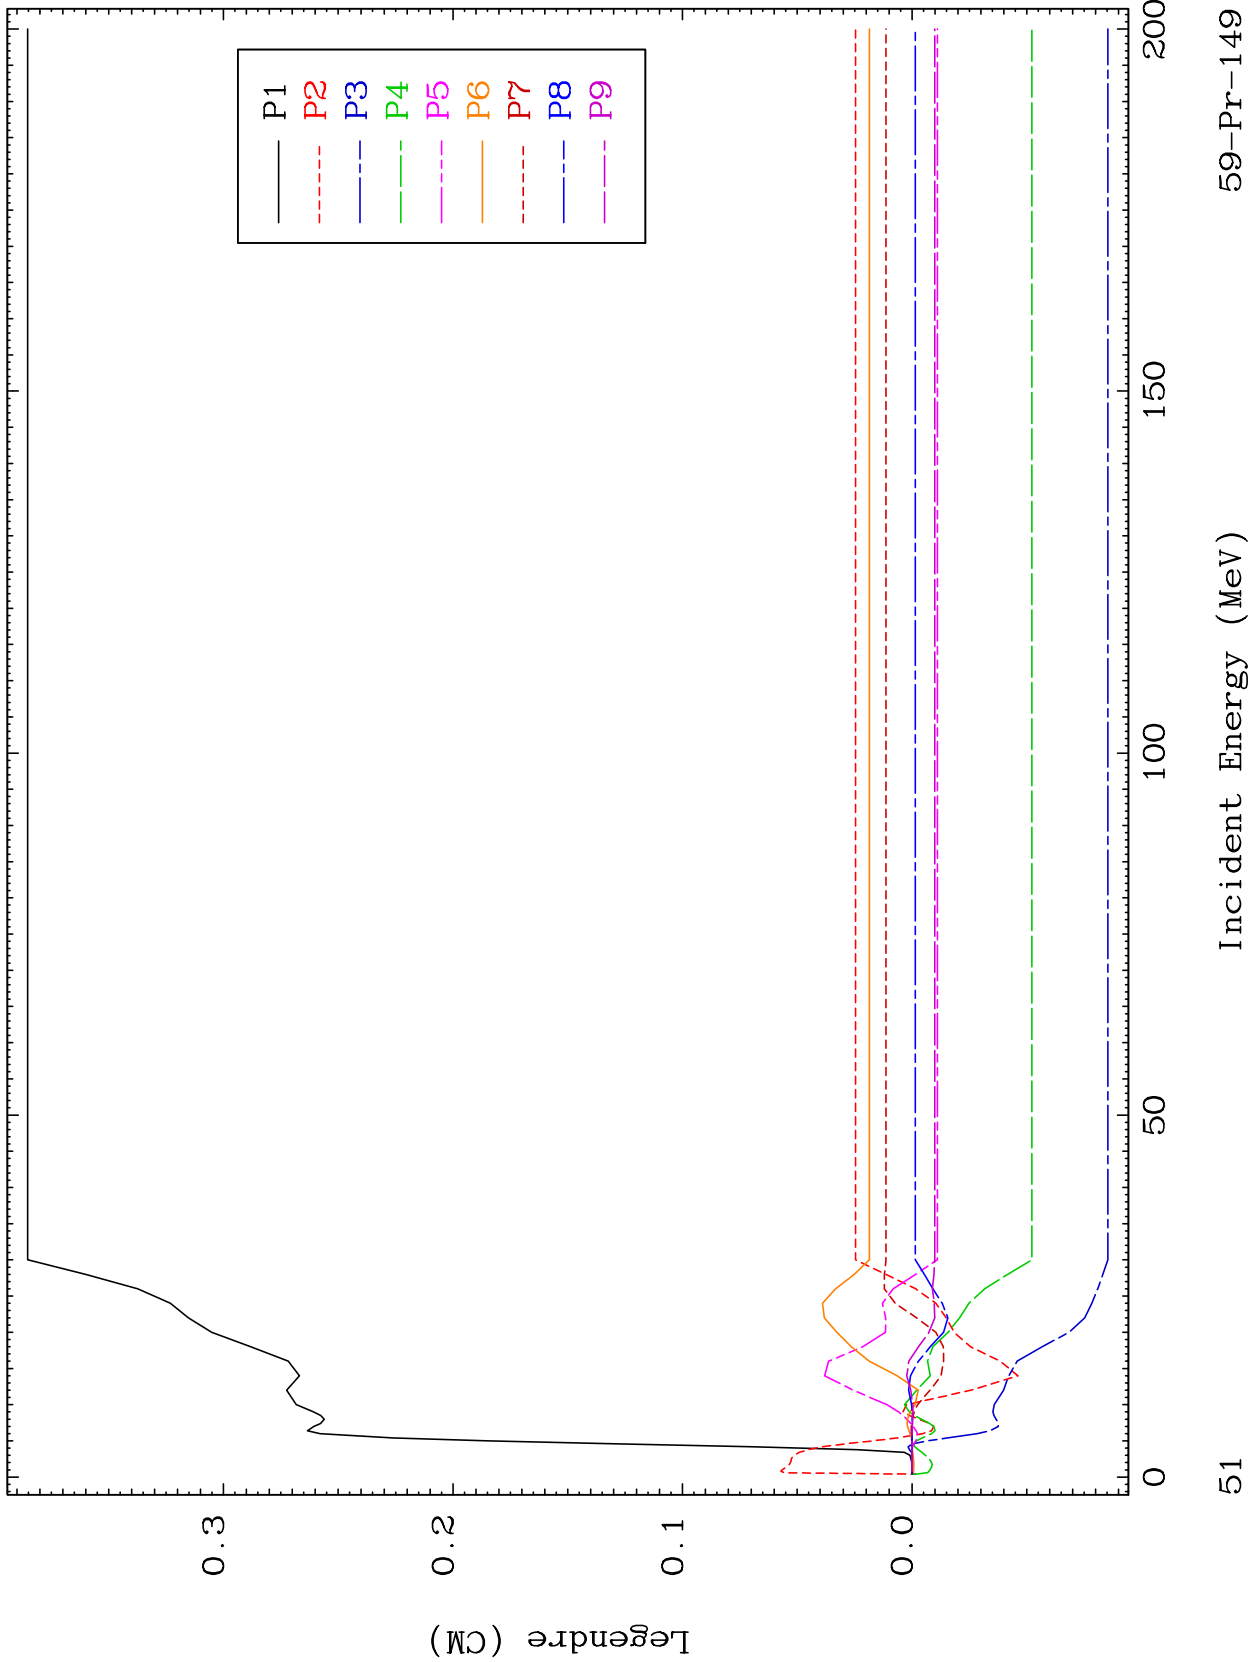 P1
P2
P3
P4
P5
P6
P7
P8
P9
0.3
0.2
0.1
0.0
Legendre (CM)
0
50
100
150
200
51
Incident Energy (MeV)
59-Pr-149